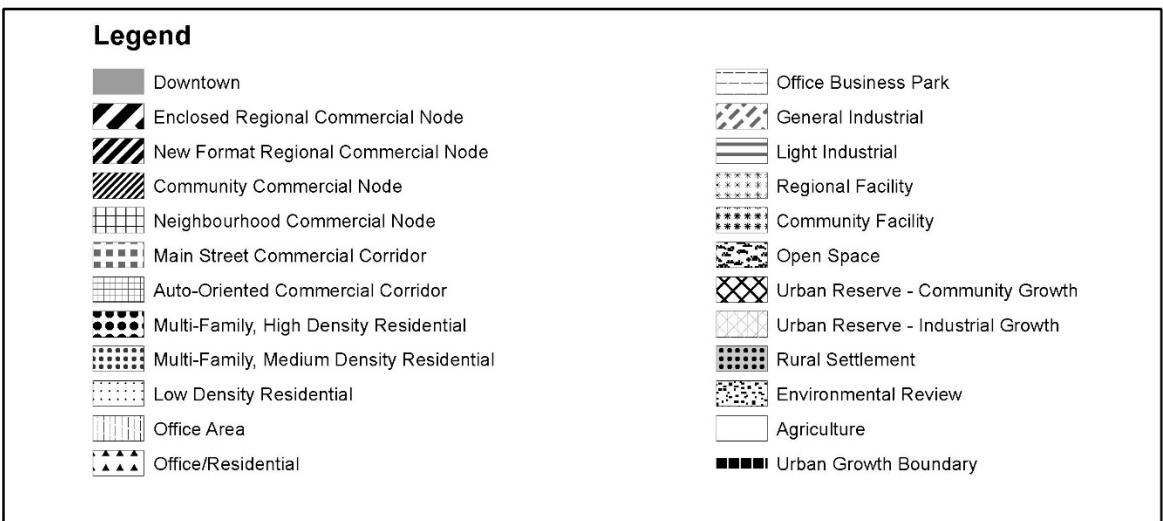 Legend
Downtown
Enclosed Regional Commercial Node
New Format Regional Commercial Node
Community Commercial Node
Neighbourhood Commercial Node
Main Street Commercial Corridor
Auto-Oriented Commercial Corridor
Multi-Family, High Density Residential
Multi-Family, Medium Density Residential
Low Density Residential
Office Area
Office/Residential
Office Business Park
General Industrial
Light Industrial
Regional Facility
Community Facility
Open Space
Urban Reserve - Community Growth
Urban Reserve - Industrial Growth
Rural Settlement
Environmental Review
Agriculture
Urban Growth Boundary